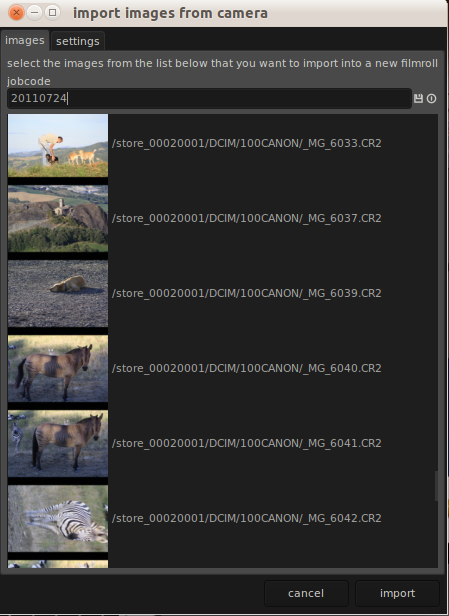 import images from camera
images settings
select the images from the list below that you want to import into a new filmroll
jobcode
20110724
/store_00020001/DCIM/100CANON/_MG_6033.CR2
/store_00020001/DCIM/100CANON/_MG_6037.CR2
/store_00020001/DCIM/100CANON/_MG_6039.CR2
/store_00020001/DCIM/100CANON/_MG_6040.CR2
/store_00020001/DCIM/100CANON/_MG_6041.CR2
/store_00020001/DCIM/100CANON/_MG_6042.CR2
cancel import